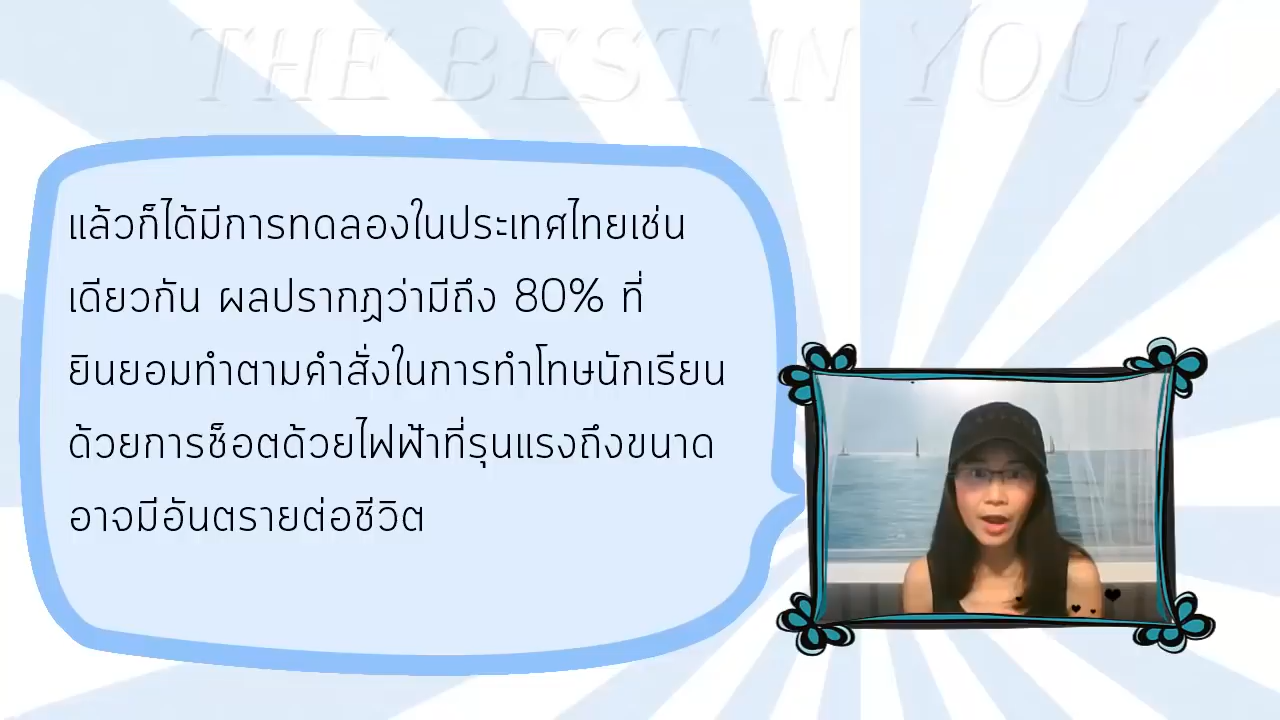 THE BEST IN YOU
แล้วก็ได้มีการทดลองในประเทศไทยเช่น
เดียวกัน ผลปรากฏว่ามีถึง 80% ที่
ยินยอมทำตามคำสั่งในการทำโทษนักเรียน
ด้วยการช็อตด้วยไฟฟ้าที่รุนแรงถึงขนาด
อาจมีอันตรายต่อชีวิต